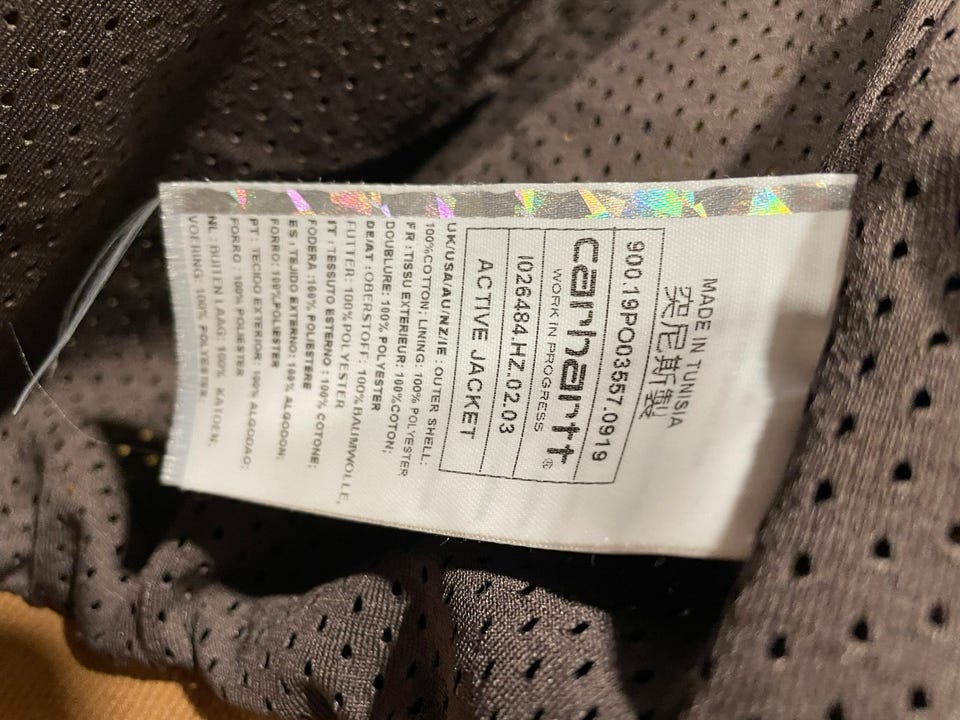 MADE IN TUNISIA
突尼斯製
900.19PO03557.0919
carhartt®
WORK IN PROGRESS
I026484.HZ.02.03
ACTIVE JACKET
UK/USA/AU/NZ/IE : OUTER SHELL:
100%COTTON; LINING: 100% POLYESTER
FR : TISSU EXTERIEUR: 100%COTON;
DOUBLURE: 100% POLYESTER
DE/AT : OBERSTOFF: 100% BAUMWOLLE,
FUTTER: 100% POLYESTER
IT : TESSUTO ESTERNO : 100% COTONE;
FODERA 100% POLIESTERE
ES : TEJIDO EXTERNO: 100% ALGODON;
FORRO: 100%POLIESTER
PT : TECIDO EXTERIOR: 100% ALGODAO;
FORRO : 100% POLIESTER
NL : BUITEN LAAG: 100% KATOEN;
VOERING: 100% POLYESTER